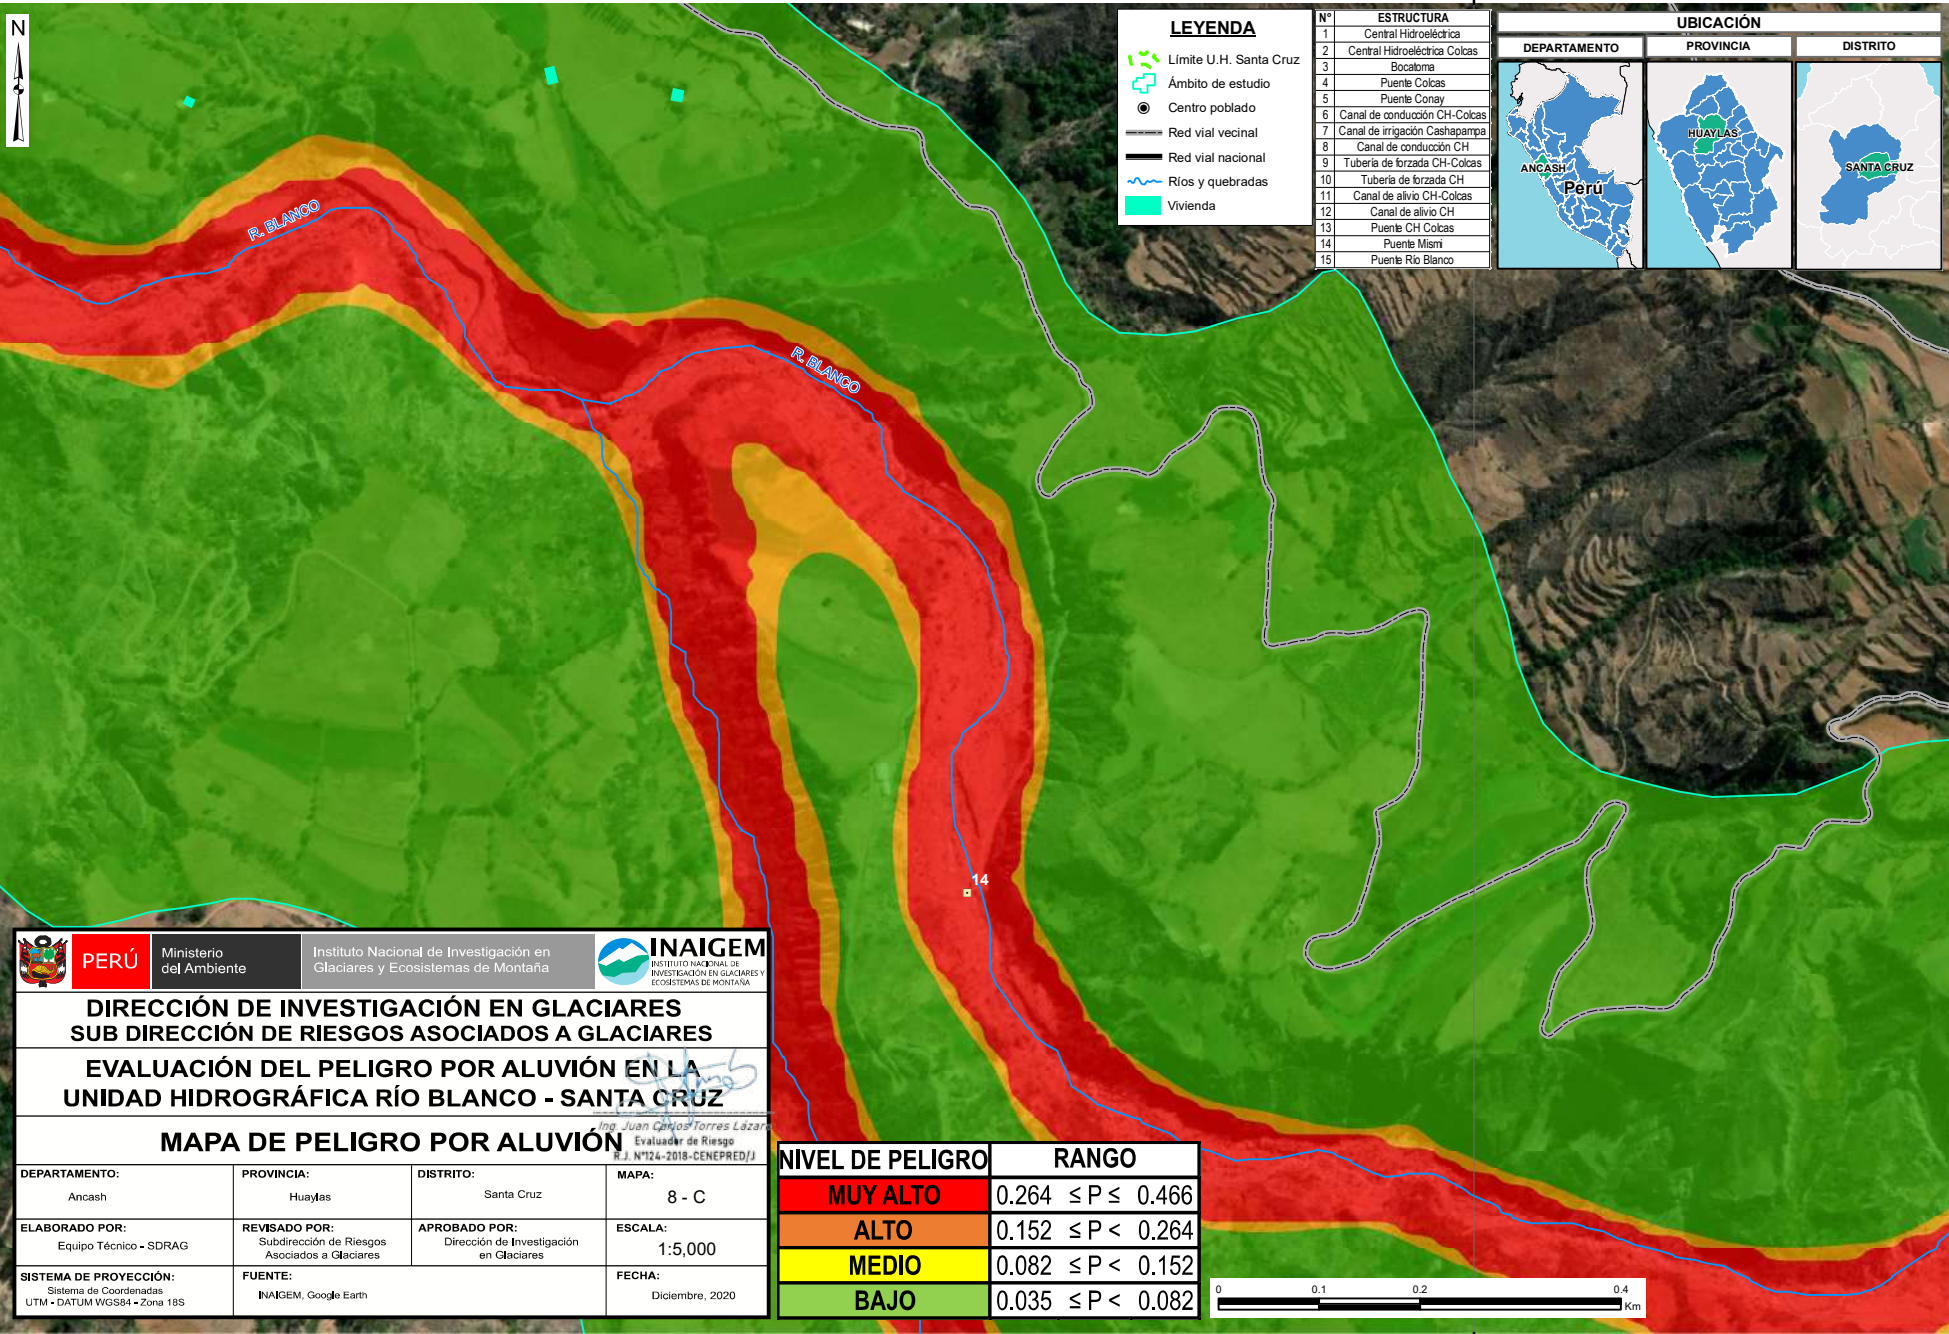 N
R. BLANCO
R. BLANCO
14
LEYENDA
Límite U.H. Santa Cruz
Ámbito de estudio
Centro poblado
Red vial vecinal
Red vial nacional
Ríos y quebradas
Vivienda
N° ESTRUCTURA
1 Central Hidroeléctrica
2 Central Hidroeléctrica Colcas
3 Bocatoma
4 Puente Colcas
5 Puente Conay
6 Canal de conducción CH-Colcas
7 Canal de irrigación Cashapampa
8 Canal de conducción CH
9 Tubería de forzada CH-Colcas
10 Tubería de forzada CH
11 Canal de alivio CH-Colcas
12 Canal de alivio CH
13 Puente CH Colcas
14 Puente Mismi
15 Puente Río Blanco
UBICACIÓN
DEPARTAMENTO PROVINCIA DISTRITO
ANCASH
Perú
HUAYLAS
SANTA CRUZ
PERÚ
Ministerio
del Ambiente
Instituto Nacional de Investigación en
Glaciares y Ecosistemas de Montaña
INAIGEM
INSTITUTO NACIONAL DE
INVESTIGACIÓN EN GLACIARES Y
ECOSISTEMAS DE MONTAÑA
DIRECCIÓN DE INVESTIGACIÓN EN GLACIARES
SUB DIRECCIÓN DE RIESGOS ASOCIADOS A GLACIARES
EVALUACIÓN DEL PELIGRO POR ALUVIÓN EN LA
UNIDAD HIDROGRÁFICA RÍO BLANCO - SANTA CRUZ
MAPA DE PELIGRO POR ALUVIÓN
Ing. Juan Carlos Torres Lázaro
Evaluador de Riesgo
R.J. N°124-2018-CENEPRED/J
DEPARTAMENTO: PROVINCIA: DISTRITO: MAPA:
Ancash Huaylas Santa Cruz 8 - C
ELABORADO POR: REVISADO POR: APROBADO POR: ESCALA:
Equipo Técnico - SDRAG
Subdirección de Riesgos
Asociados a Glaciares
Dirección de Investigación
en Glaciares
1:5,000
SISTEMA DE PROYECCIÓN: FUENTE: FECHA:
Sistema de Coordenadas
UTM - DATUM WGS84 - Zona 18S
INAIGEM, Google Earth
Diciembre, 2020
NIVEL DE PELIGRO RANGO
MUY ALTO 0.264 ≤ P ≤ 0.466
ALTO 0.152 ≤ P < 0.264
MEDIO 0.082 ≤ P < 0.152
BAJO 0.035 ≤ P < 0.082
0 0.1 0.2 0.4
Km